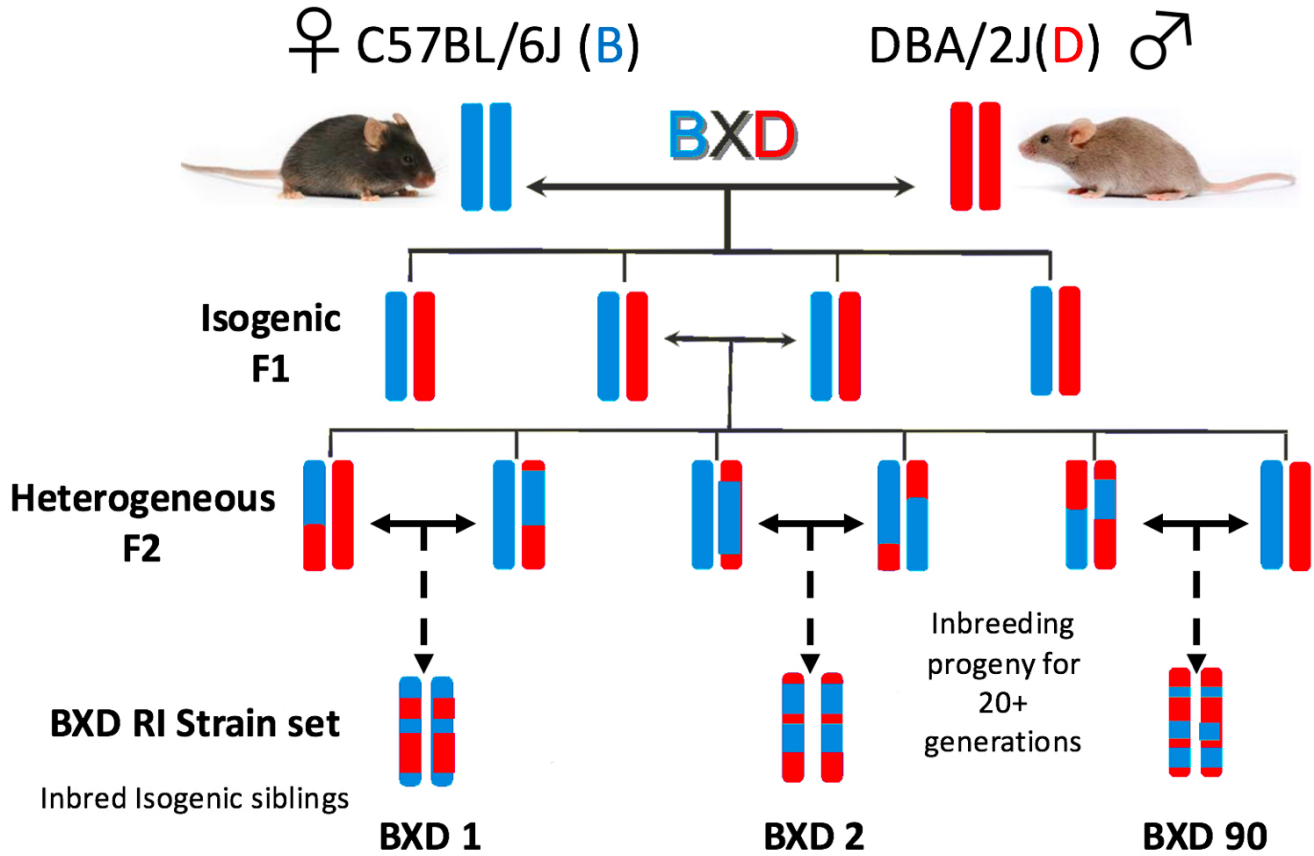 ♀ C57BL/6J (B)
DBA/2J(D) ♂
BXD
Isogenic
F1
Heterogeneous
F2
Inbreeding
progeny for
20+
generations
BXD RI Strain set
Inbred Isogenic siblings
BXD 1
BXD 2
BXD 90